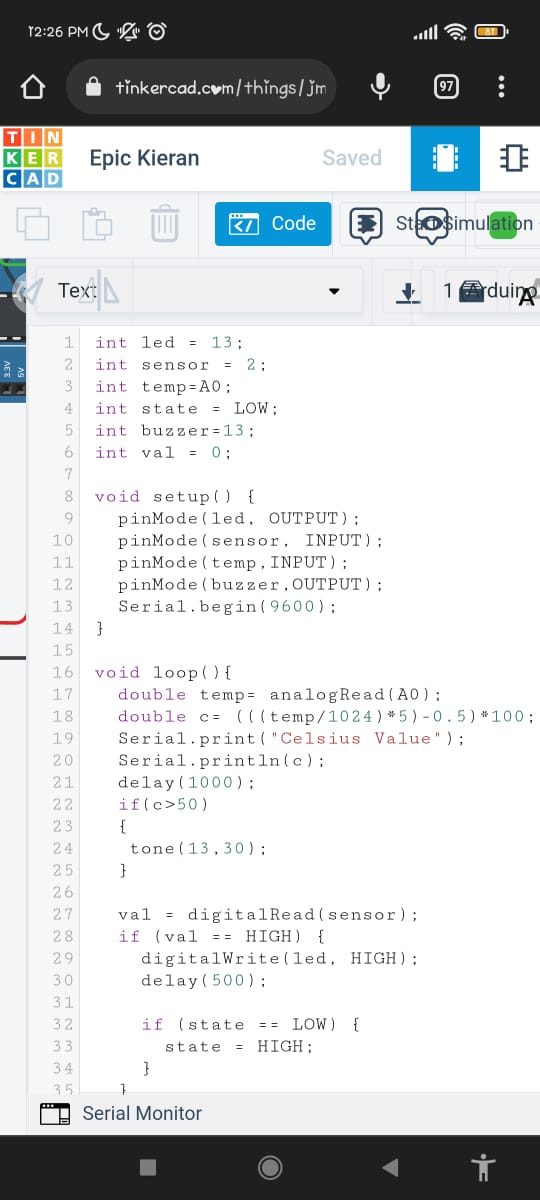 12:26 PM
81
tinkercad.com/things/jm
97
TIN
KER
CAD
Epic Kieran
Saved
Code
Start Simulation
Text
1
Arduino
A
3.3V
5V
1 int led = 13;
2 int sensor = 2;
3 int temp=A0;
4 int state = LOW;
5 int buzzer=13;
6 int val = 0;
7
8 void setup() {
9 pinMode(led, OUTPUT);
10 pinMode(sensor, INPUT);
11 pinMode(temp,INPUT);
12 pinMode(buzzer,OUTPUT);
13 Serial.begin(9600);
14 }
15
16 void loop(){
17 double temp= analogRead(A0);
18 double c= (((temp/1024)*5)-0.5)*100;
19 Serial.print("Celsius Value");
20 Serial.println(c);
21 delay(1000);
22 if(c>50)
23 {
24 tone(13,30);
25 }
26
27 val = digitalRead(sensor);
28 if (val == HIGH) {
29 digitalWrite(led, HIGH);
30 delay(500);
31
32 if (state == LOW) {
33 state = HIGH;
34 }
35 }
Serial Monitor